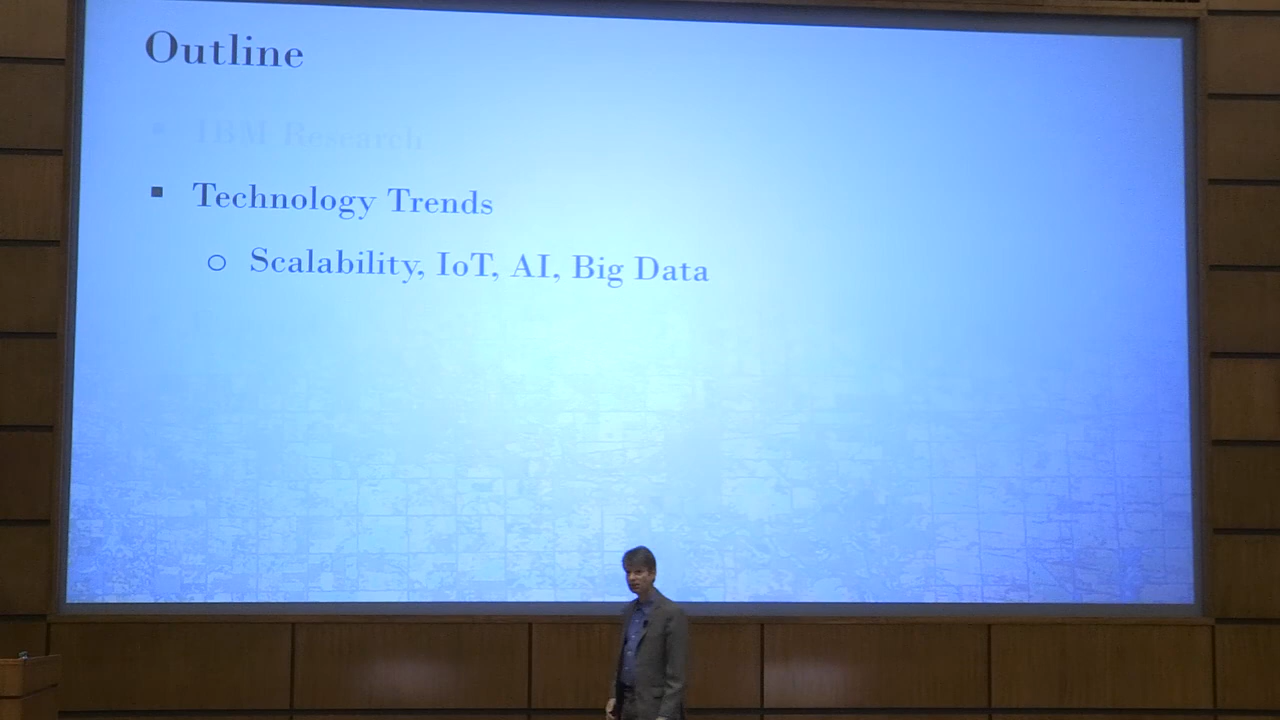 Outline
▪ IBM Research
▪ Technology Trends
○ Scalability, IoT, AI, Big Data